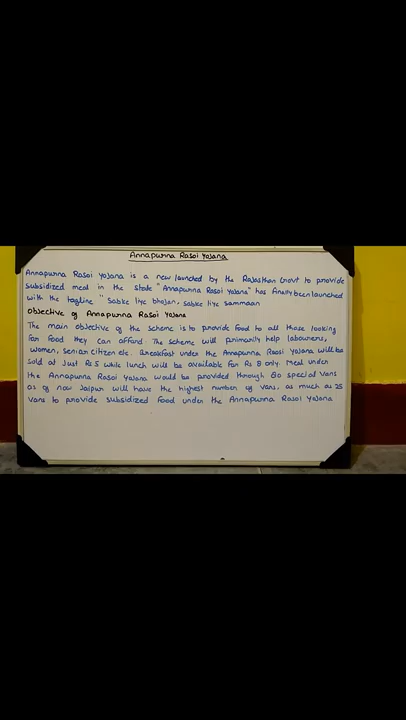 Annapurna Rasoi Yojana
Annapurna Rasoi Yojana is a new launched by the Rajasthan Govt to provide
subsidized meal in the state "Annapurna Rasoi Yojana" has finally been launched
with the tagline "Sabke liye bhojan, sabke liye sammaan
Objective of Annapurna Rasoi Yojana
The main objective of the scheme is to provide food to all those looking
for food they can afford. The scheme will primarily help labourers,
women, senior citizen etc. Breakfast under the Annapurna Rasoi Yojana will be
sold at just Rs 5 while lunch will be available for Rs 8 only. Meal under
the Annapurna Rasoi Yojana would be provided through 80 special vans
as of now Jaipur will have the highest number of vans, as much as 25
vans to provide subsidized food under the Annapurna Rasoi Yojana